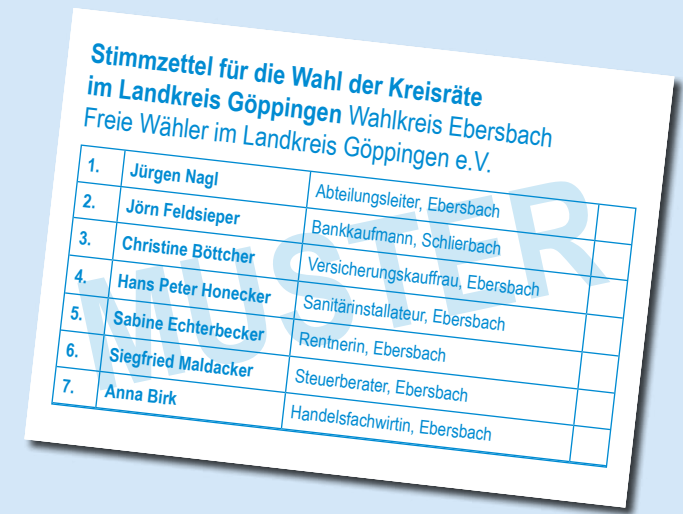 Stimmzettel für die Wahl der Kreisräte
im Landkreis Göppingen Wahlkreis Ebersbach
Freie Wähler im Landkreis Göppingen e.V.
1. Jürgen Nagl Abteilungsleiter, Ebersbach
2. Jörn Feldsieper Bankkaufmann, Schlierbach
3. Christine Böttcher Versicherungskauffrau, Ebersbach
4. Hans Peter Honecker Sanitärinstallateur, Ebersbach
5. Sabine Echterbecker Rentnerin, Ebersbach
6. Siegfried Maldacker Steuerberater, Ebersbach
7. Anna Birk Handelsfachwirtin, Ebersbach
MUSTER